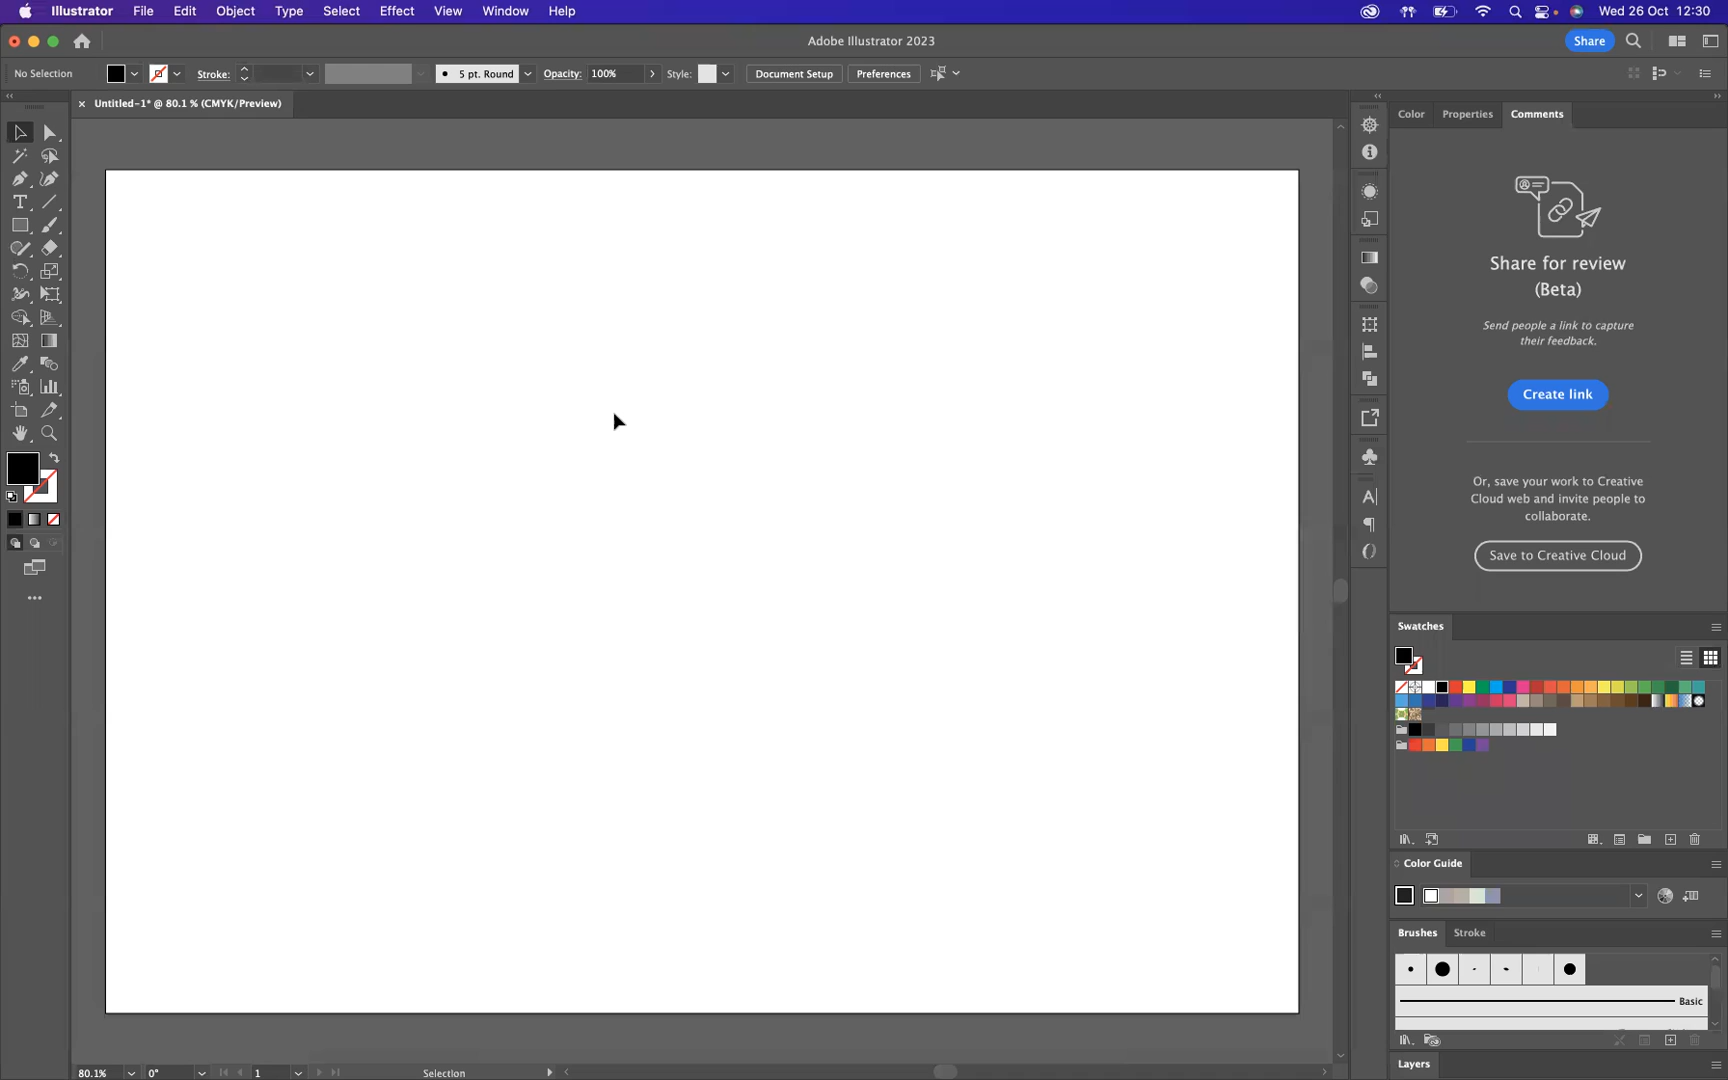 Illustrator File Edit Object Type Select Effect View Window Help Wed 26 Oct 12:30
Adobe Illustrator 2023 Share
No Selection Stroke: 5 pt. Round Opacity: 100% Style: Document Setup Preferences
Untitled-1* @ 80.1 % (CMYK/Preview)
Color Properties Comments
Share for review
(Beta)
Send people a link to capture
their feedback.
Create link
Or, save your work to Creative
Cloud web and invite people to
collaborate.
Save to Creative Cloud
Swatches
Color Guide
Brushes Stroke
Basic
Layers
80.1% 0° 1 Selection